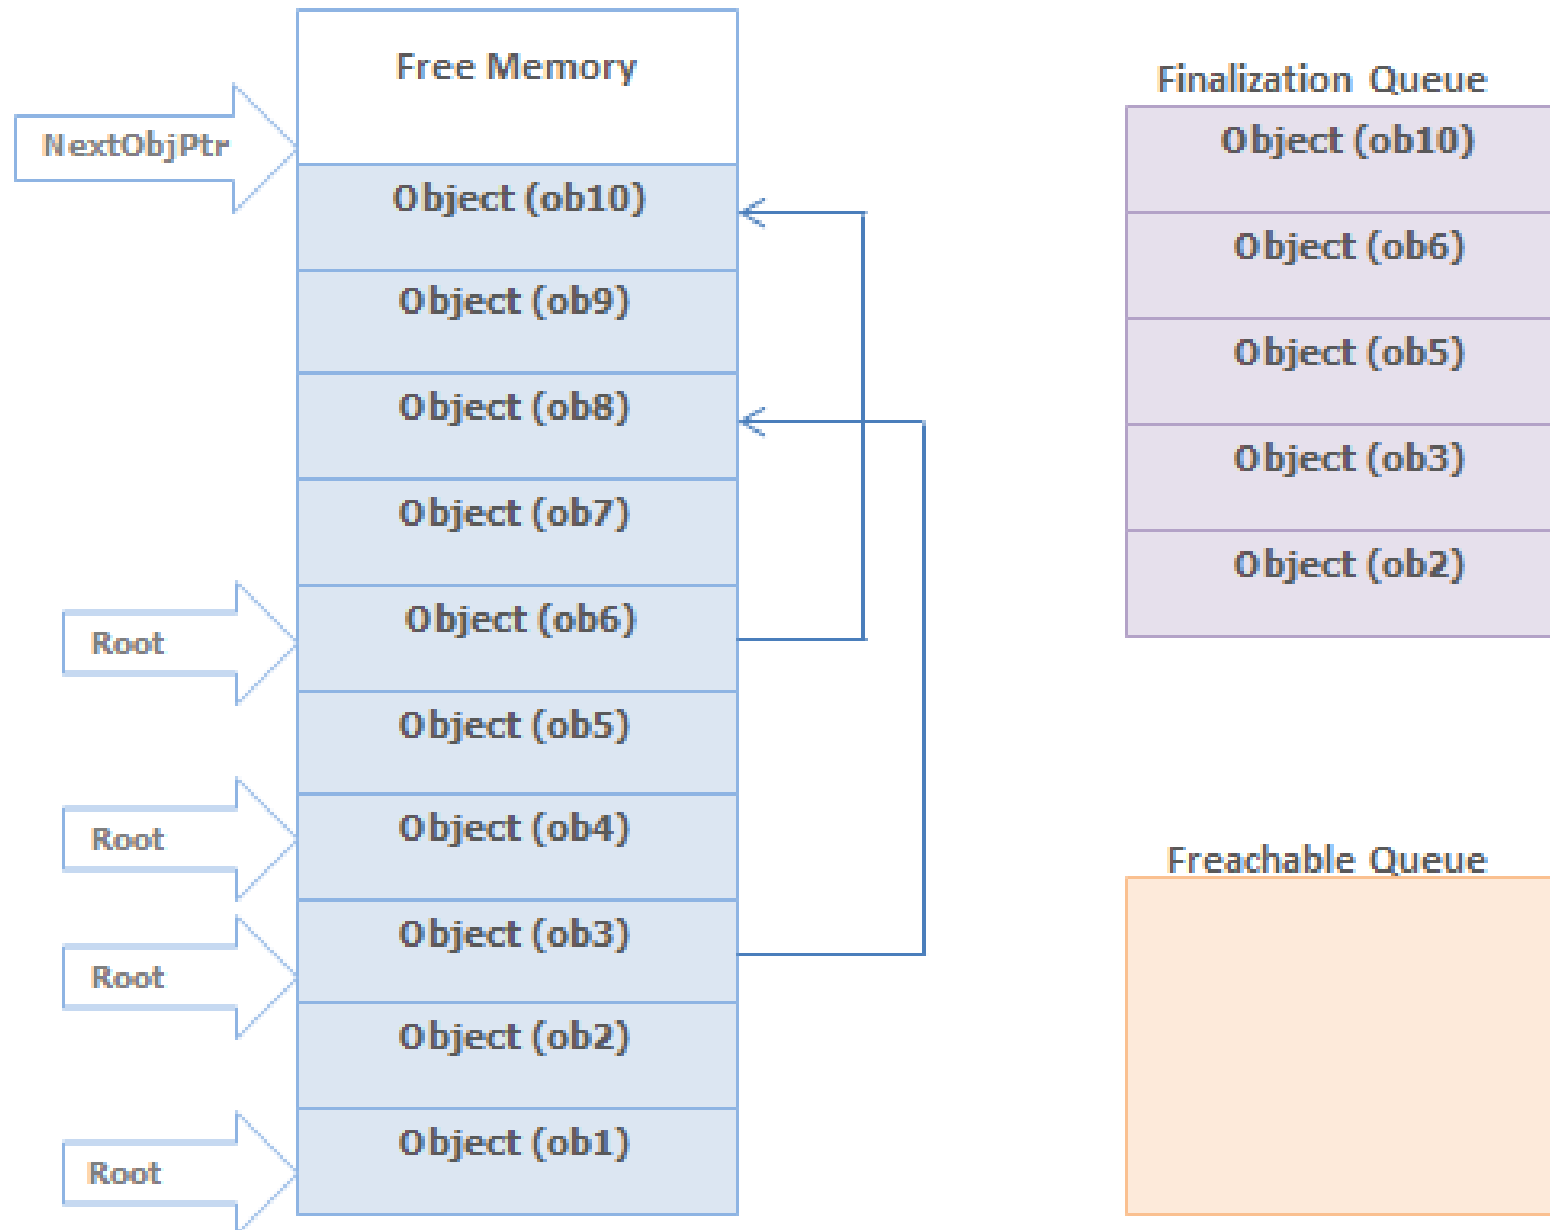 Free Memory
NextObjPtr
Object (ob10)
Object (ob9)
Object (ob8)
Object (ob7)
Root
Object (ob6)
Object (ob5)
Root
Object (ob4)
Root
Object (ob3)
Object (ob2)
Root
Object (ob1)
Finalization Queue
Object (ob10)
Object (ob6)
Object (ob5)
Object (ob3)
Object (ob2)
Freachable Queue